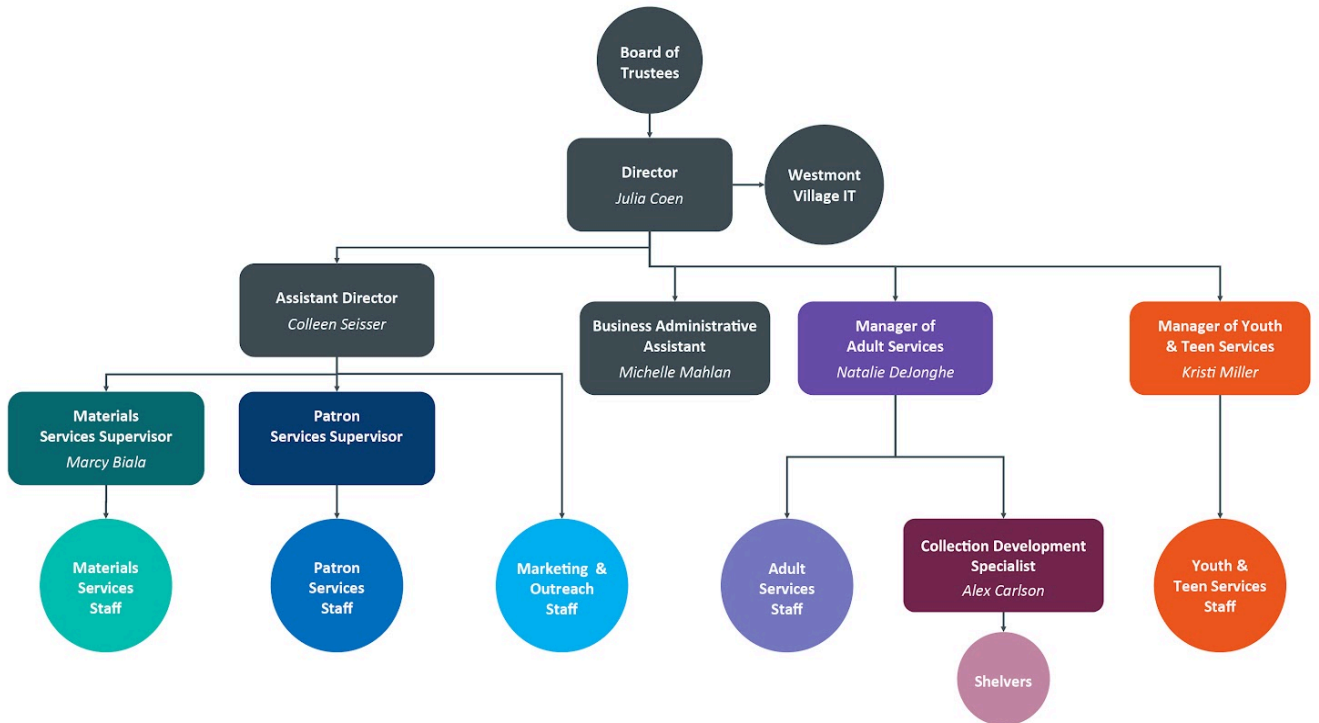 Board of
Trustees
Director
Julia Coen
Westmont
Village IT
Assistant Director
Colleen Seisser
Business Administrative
Assistant
Michelle Mahlan
Manager of
Adult Services
Natalie DeJonghe
Manager of Youth
& Teen Services
Kristi Miller
Materials
Services Supervisor
Marcy Biala
Patron
Services Supervisor
Materials
Services
Staff
Patron
Services
Staff
Marketing & 
Outreach
Staff
Adult
Services
Staff
Collection Development
Specialist
Alex Carlson
Youth &
Teen Services
Staff
Shelvers